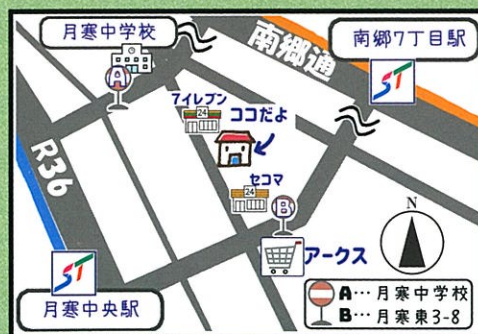 月寒中学校
南郷通
南郷7丁目駅
A
7イレブン
24
ココだよ
R36
セコマ
24
B
アークス
N
ST
ST
月寒中央駅
A…月寒中学校
B…月寒東3-8